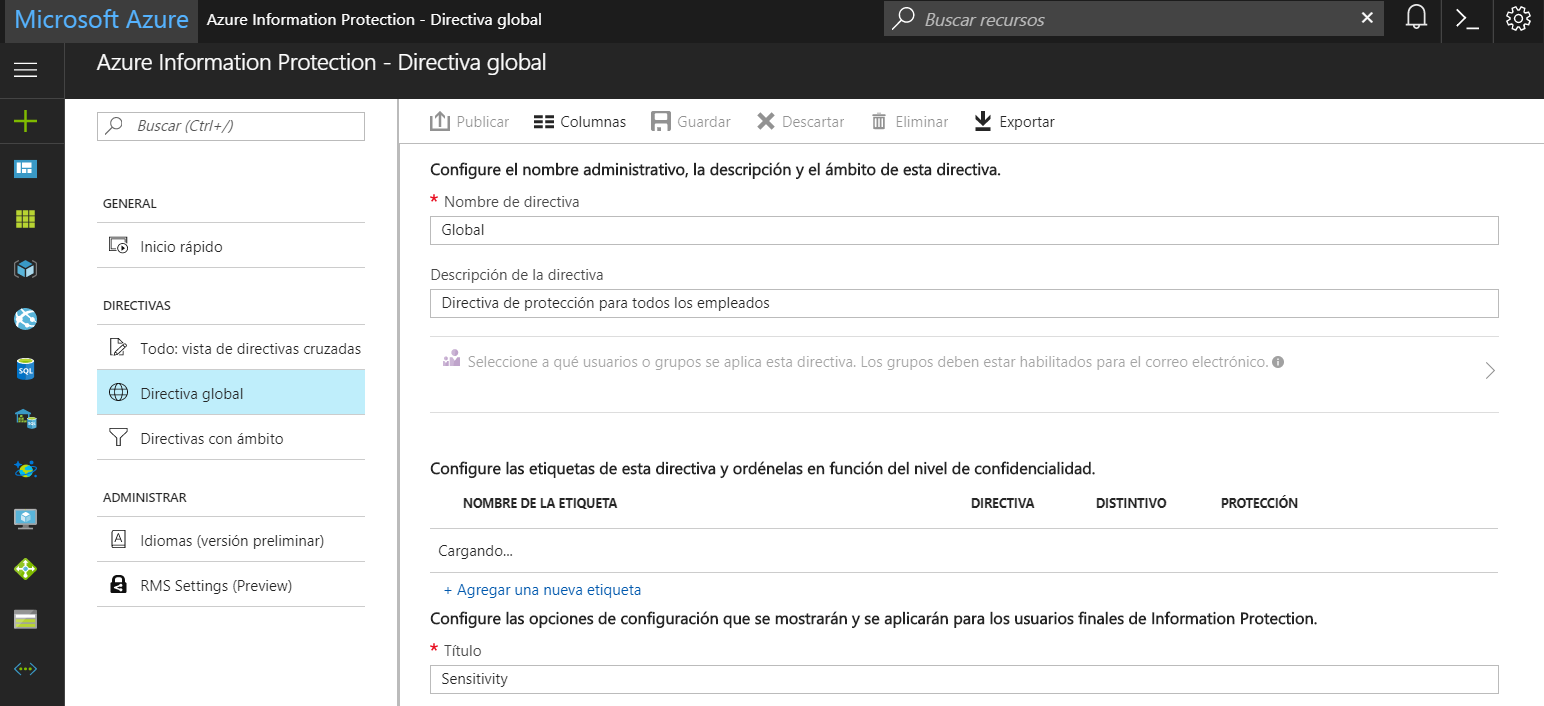 Microsoft Azure
Azure Information Protection - Directiva global
Buscar recursos
Azure Information Protection - Directiva global
Buscar (Ctrl+/)
GENERAL
Inicio rápido
DIRECTIVAS
Todo: vista de directivas cruzadas
Directiva global
Directivas con ámbito
ADMINISTRAR
Idiomas (versión preliminar)
RMS Settings (Preview)
Publicar
Columnas
Guardar
Descartar
Eliminar
Exportar
Configure el nombre administrativo, la descripción y el ámbito de esta directiva.
* Nombre de directiva
Global
Descripción de la directiva
Directiva de protección para todos los empleados
Seleccione a qué usuarios o grupos se aplica esta directiva. Los grupos deben estar habilitados para el correo electrónico.
Configure las etiquetas de esta directiva y ordénelas en función del nivel de confidencialidad.
NOMBRE DE LA ETIQUETA DIRECTIVA DISTINTIVO PROTECCIÓN
Cargando...
+ Agregar una nueva etiqueta
Configure las opciones de configuración que se mostrarán y se aplicarán para los usuarios finales de Information Protection.
* Título
Sensitivity